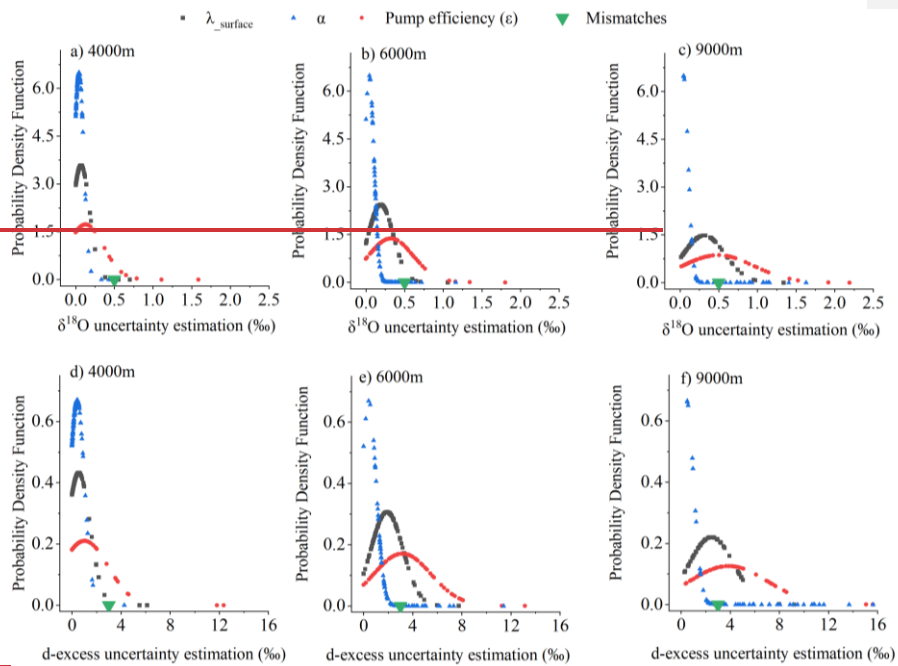 λ_surface α Pump efficiency (ε) Mismatches
a) 4000m b) 6000m c) 9000m
Probability Density Function Probability Density Function Probability Density Function
6.0 6.0 6.0
4.5 4.5 4.5
3.0 3.0 3.0
1.5 1.5 1.5
0.0 0.0 0.0
0.0 0.5 1.0 1.5 2.0 2.5 0.0 0.5 1.0 1.5 2.0 2.5 0.0 0.5 1.0 1.5 2.0 2.5
δ¹⁸O uncertainty estimation (‰) δ¹⁸O uncertainty estimation (‰) δ¹⁸O uncertainty estimation (‰)
d) 4000m e) 6000m f) 9000m
Probability Density Function Probability Density Function Probability Density Function
0.6 0.6 0.6
0.4 0.4 0.4
0.2 0.2 0.2
0.0 0.0 0.0
0 4 8 12 16 0 4 8 12 16 0 4 8 12 16
d-excess uncertainty estimation (‰) d-excess uncertainty estimation (‰) d-excess uncertainty estimation (‰)